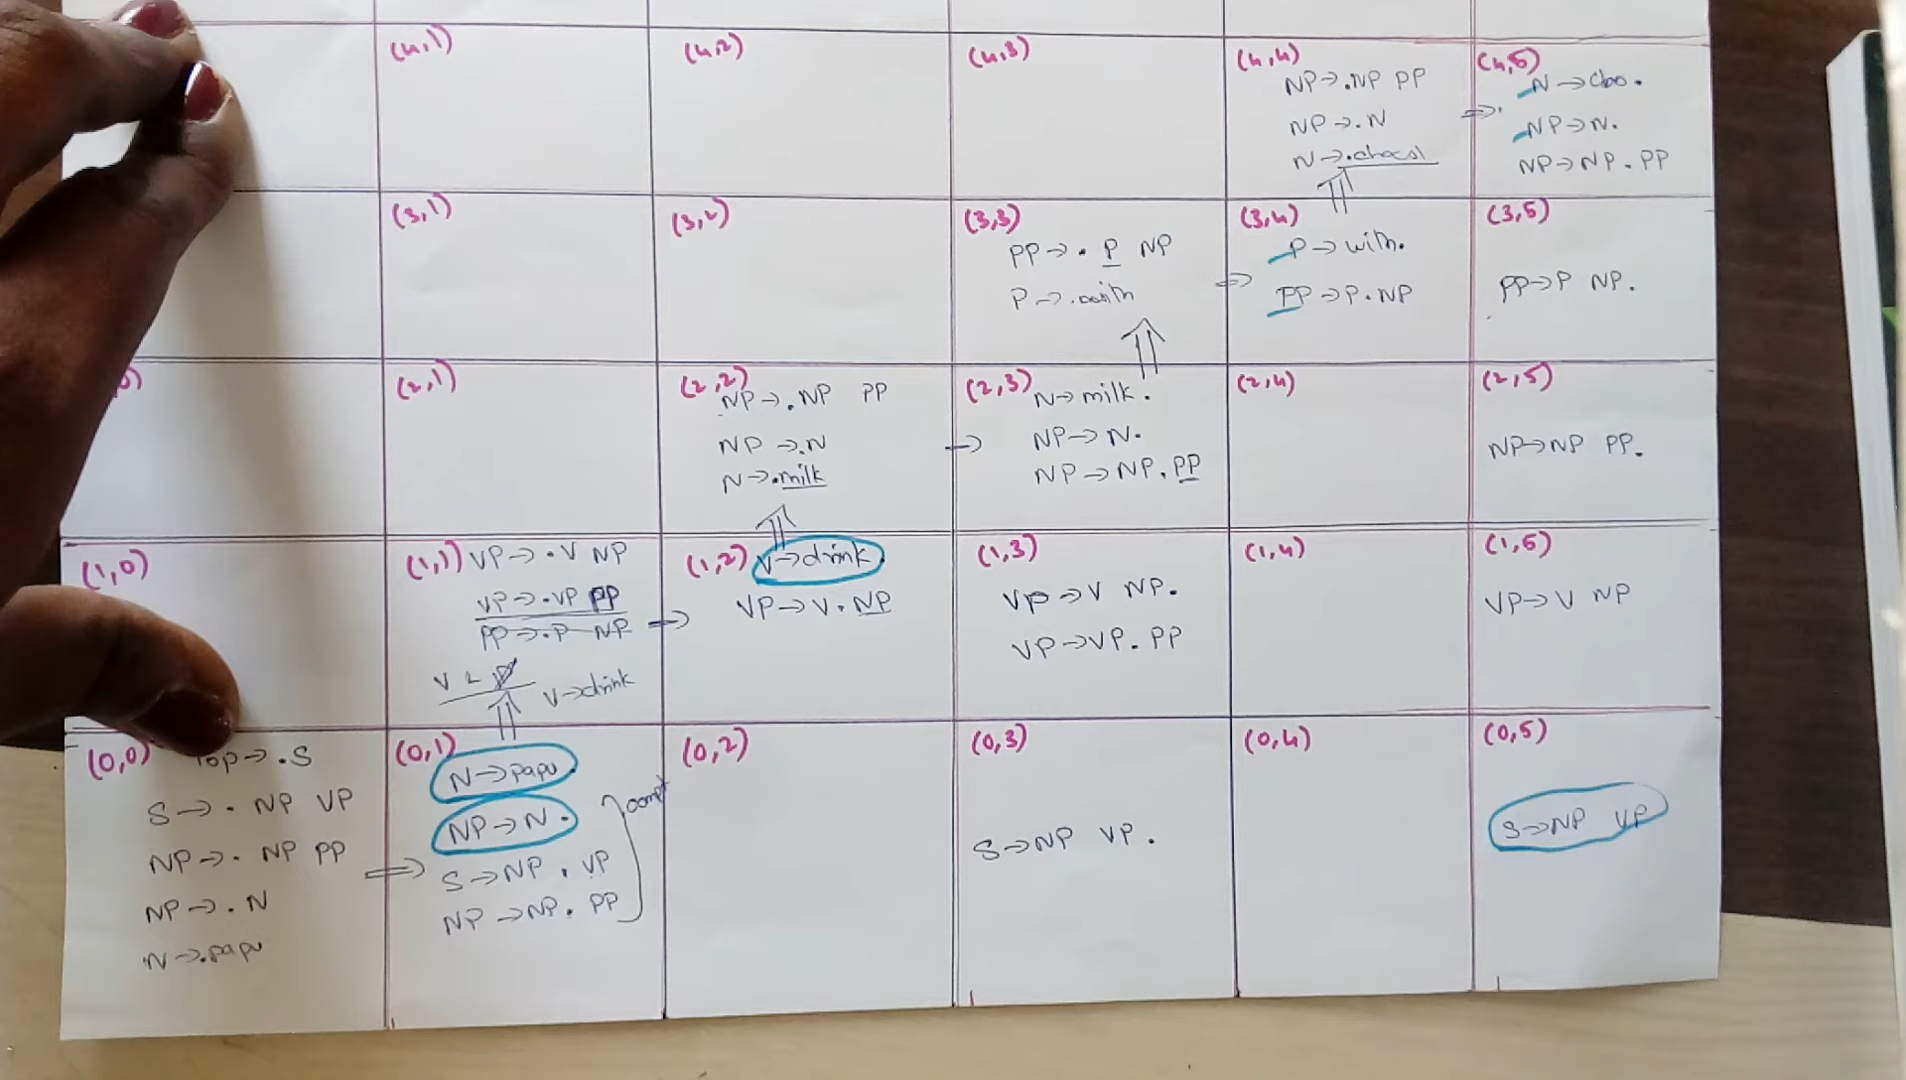 (4,1)
(4,2)
(4,3)
(4,4)
NP→.NP PP
NP→.N
N→.chocol
⇒
(4,5)
N→cho.
NP→N.
NP→NP.PP
(3,1)
(3,2)
(3,3)
PP→. P NP
P→.with
⇒
(3,4)
P→with.
PP→P.NP
(3,5)
PP→P NP.
(2,1)
(2,2)
NP→.NP PP
NP→.N
N→.milk
→
(2,3)
N→milk.
NP→N.
NP→NP.PP
(2,4)
(2,5)
NP→NP PP.
(1,0)
(1,1) VP→.V NP
VP→.VP PP
PP→.P NP
V→drink
(1,2) V→drink.
VP→V.NP
(1,3)
VP→V NP.
VP→VP.PP
(1,4)
(1,5)
VP→V NP
(0,0) Top→.S
S→. NP VP
NP→. NP PP
NP→.N
N→.papu
⇒
(0,1)
N→papu.
NP→N.
S→NP . VP
NP→NP. PP
(0,2)
(0,3)
S→NP VP.
(0,4)
(0,5)
S→NP VP